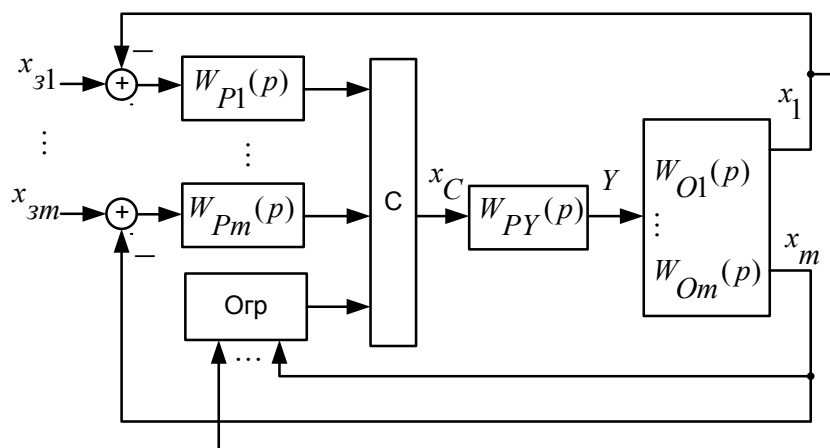 x_з1
+
−
W_P1(p)
⋮
⋮
x_зm
+
−
W_Pm(p)
Огр
...
С
x_C
W_PY(p)
Y
W_O1(p)
⋮
W_Om(p)
x_1
x_m